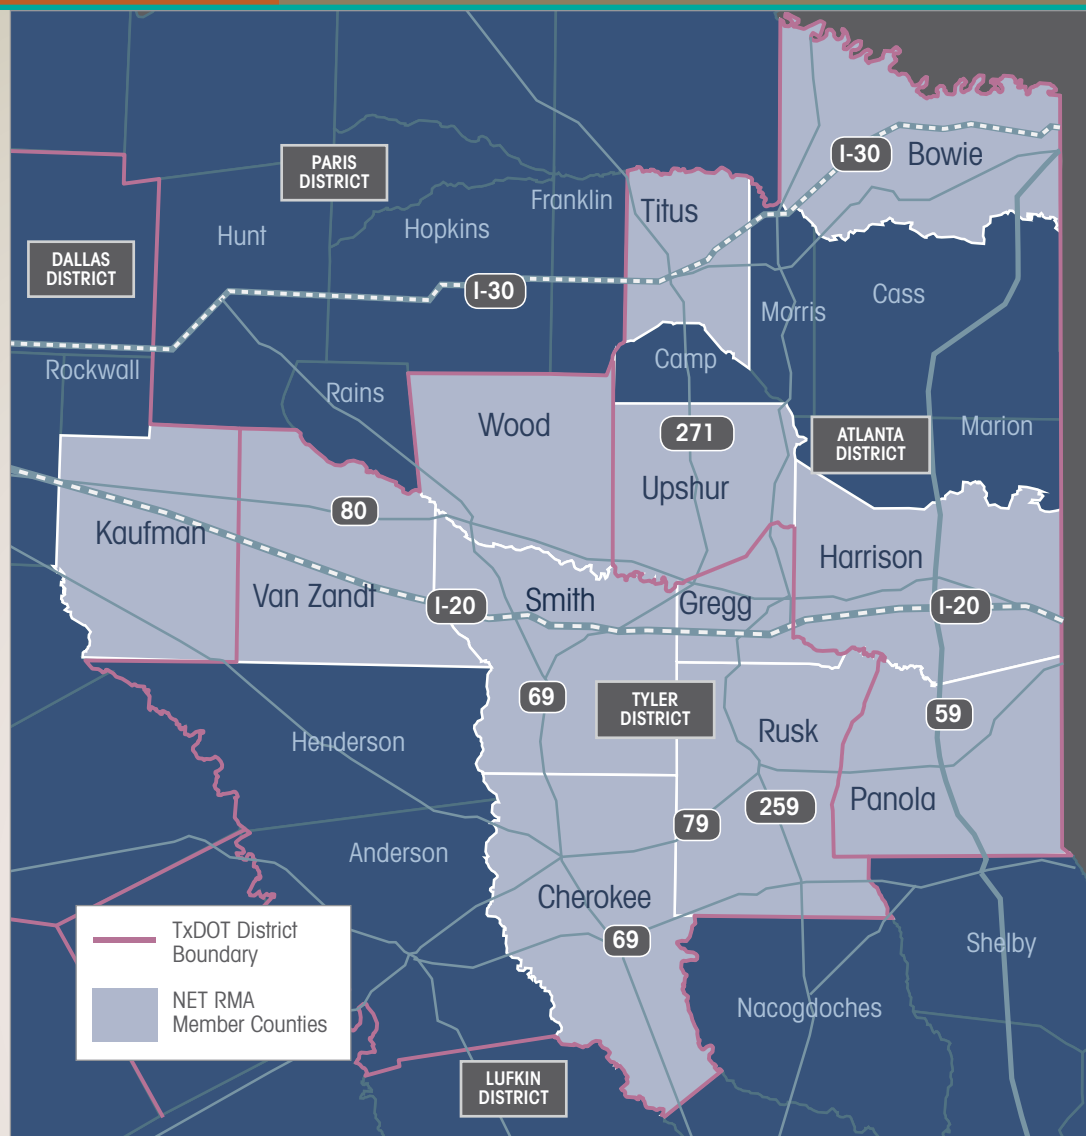 I-30
Bowie
PARIS
DISTRICT
Franklin
Titus
Hunt
Hopkins
DALLAS
DISTRICT
I-30
Cass
Morris
Rockwall
Camp
Rains
Wood
271
ATLANTA
DISTRICT
Marion
Upshur
80
Kaufman
Harrison
Van Zandt
I-20
Smith
Gregg
I-20
69
TYLER
DISTRICT
59
Rusk
Henderson
Panola
259
79
Anderson
Cherokee
69
Shelby
Nacogdoches
TxDOT District
Boundary
NET RMA
Member Counties
LUFKIN
DISTRICT